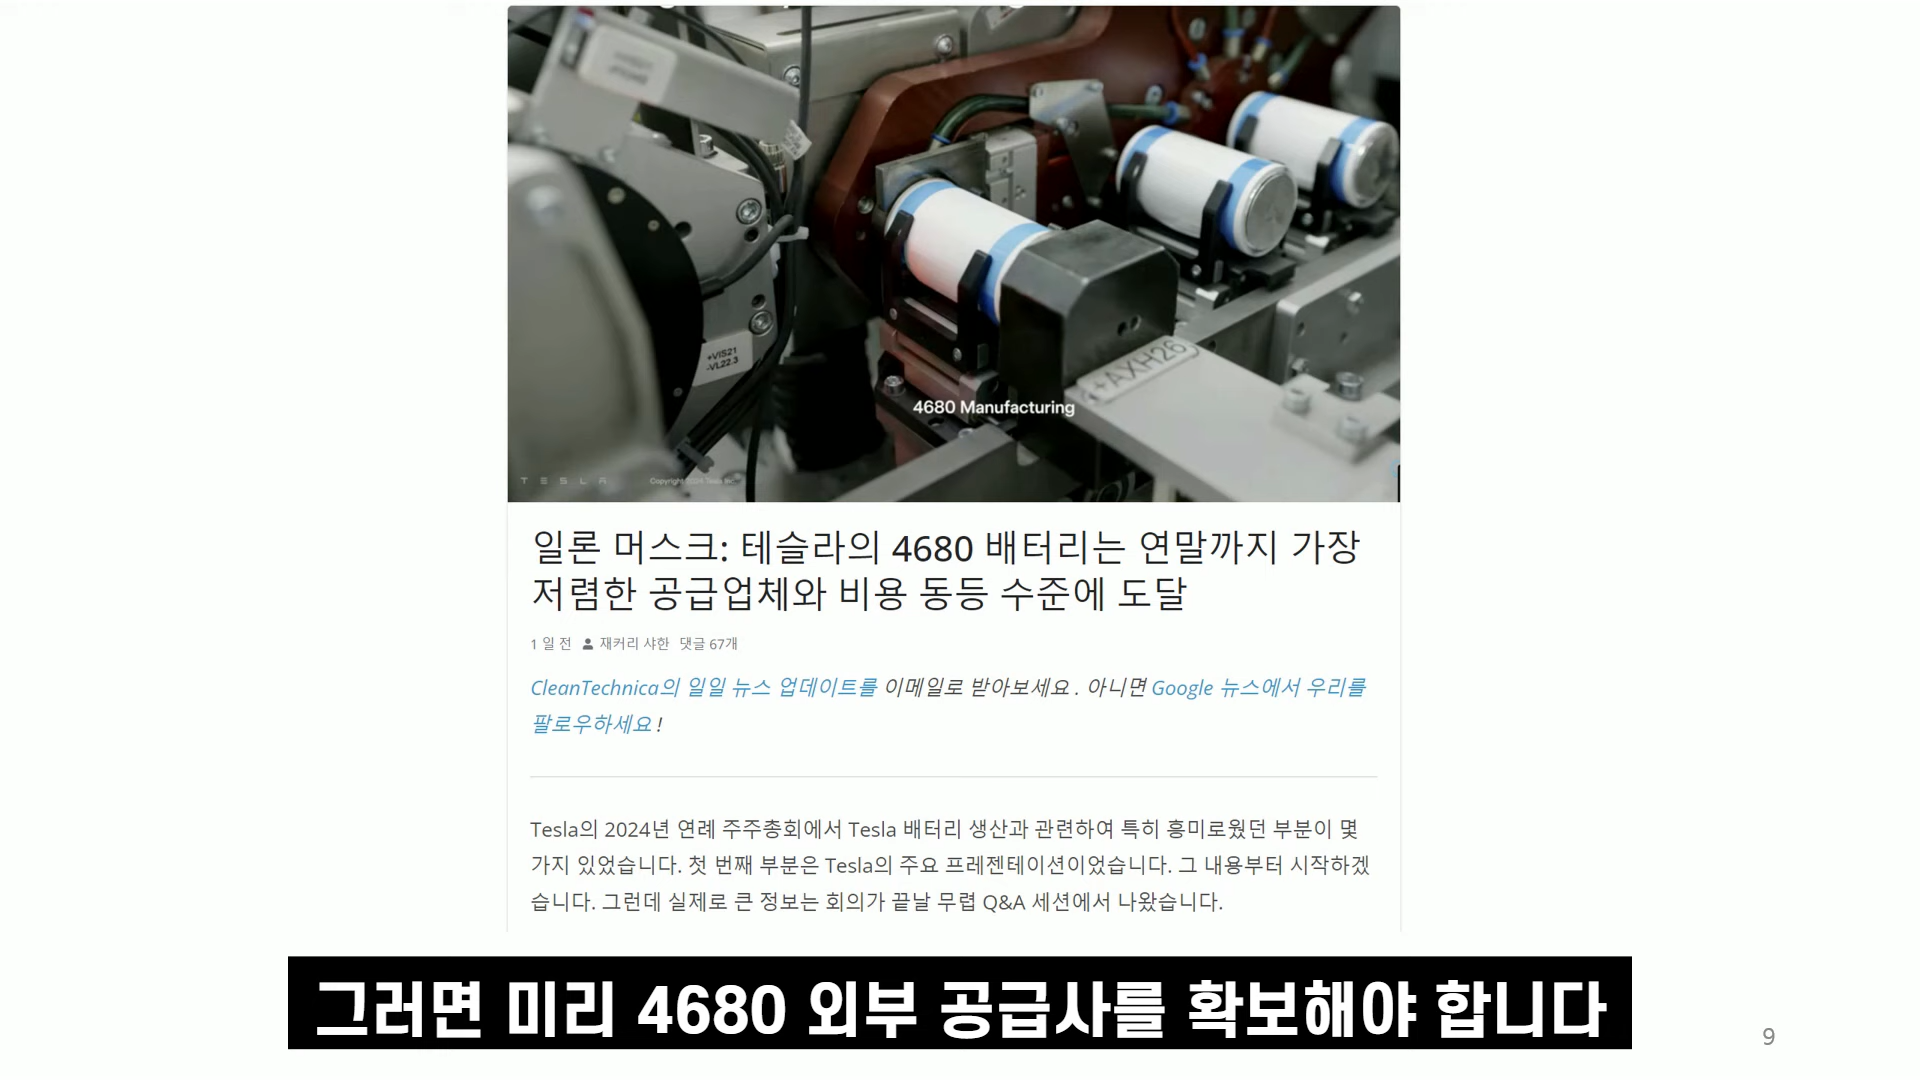 +VIS21
-VL22.3
+AXH26
4680 Manufacturing
TESLA
Copyright 2024 Tesla Inc.
일론 머스크: 테슬라의 4680 배터리는 연말까지 가장
저렴한 공급업체와 비용 동등 수준에 도달
1 일 전 재커리 샤한 댓글 67개
CleanTechnica의 일일 뉴스 업데이트를 이메일로 받아보세요 . 아니면 Google 뉴스에서 우리를
팔로우하세요 !
Tesla의 2024년 연례 주주총회에서 Tesla 배터리 생산과 관련하여 특히 흥미로웠던 부분이 몇
가지 있었습니다. 첫 번째 부분은 Tesla의 주요 프레젠테이션이었습니다. 그 내용부터 시작하겠
습니다. 그런데 실제로 큰 정보는 회의가 끝날 무렵 Q&A 세션에서 나왔습니다.
그러면 미리 4680 외부 공급사를 확보해야 합니다
9